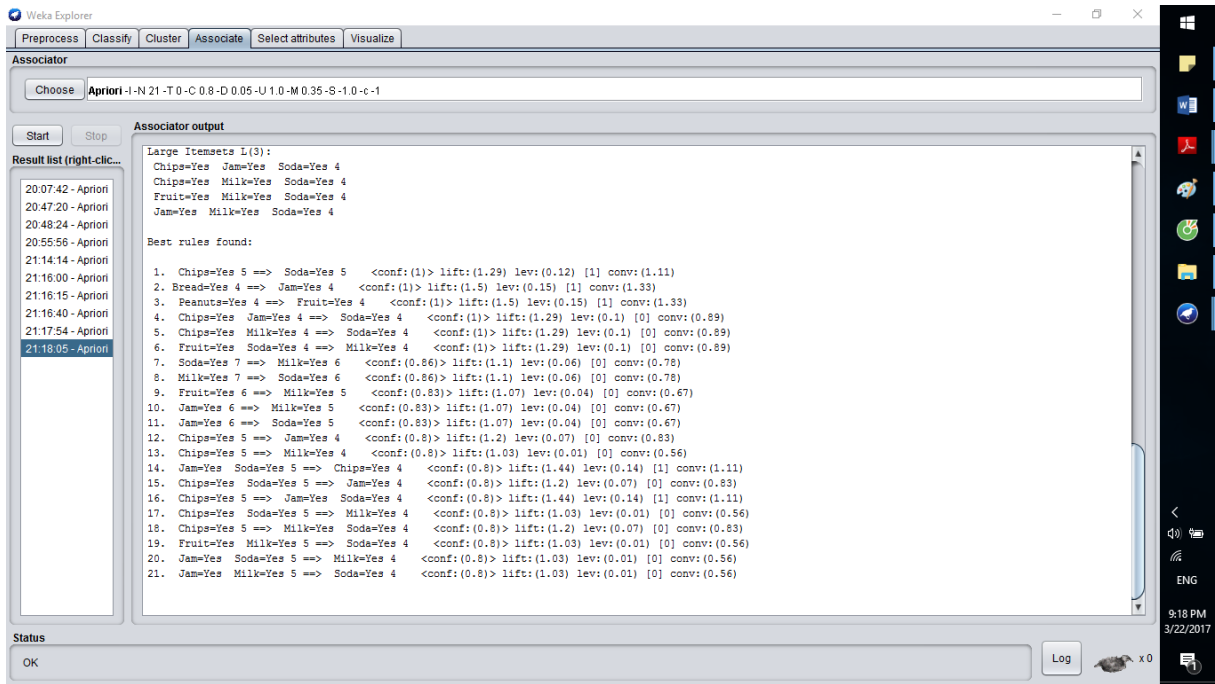 Weka Explorer
Preprocess Classify Cluster Associate Select attributes Visualize
Associator
Choose Apriori -I -N 21 -T 0 -C 0.8 -D 0.05 -U 1.0 -M 0.35 -S -1.0 -c -1
Start Stop
Result list (right-clic...
20:07:42 - Apriori
20:47:20 - Apriori
20:48:24 - Apriori
20:55:56 - Apriori
21:14:14 - Apriori
21:16:00 - Apriori
21:16:15 - Apriori
21:16:40 - Apriori
21:17:54 - Apriori
21:18:05 - Apriori
Associator output
Large Itemsets L(3):
Chips=Yes Jam=Yes Soda=Yes 4
Chips=Yes Milk=Yes Soda=Yes 4
Fruit=Yes Milk=Yes Soda=Yes 4
Jam=Yes Milk=Yes Soda=Yes 4
Best rules found:
1. Chips=Yes 5 ==> Soda=Yes 5 <conf:(1)> lift:(1.29) lev:(0.12) [1] conv:(1.11)
2. Bread=Yes 4 ==> Jam=Yes 4 <conf:(1)> lift:(1.5) lev:(0.15) [1] conv:(1.33)
3. Peanuts=Yes 4 ==> Fruit=Yes 4 <conf:(1)> lift:(1.5) lev:(0.15) [1] conv:(1.33)
4. Chips=Yes Jam=Yes 4 ==> Soda=Yes 4 <conf:(1)> lift:(1.29) lev:(0.1) [0] conv:(0.89)
5. Chips=Yes Milk=Yes 4 ==> Soda=Yes 4 <conf:(1)> lift:(1.29) lev:(0.1) [0] conv:(0.89)
6. Fruit=Yes Soda=Yes 4 ==> Milk=Yes 4 <conf:(1)> lift:(1.29) lev:(0.1) [0] conv:(0.89)
7. Soda=Yes 7 ==> Milk=Yes 6 <conf:(0.86)> lift:(1.1) lev:(0.06) [0] conv:(0.78)
8. Milk=Yes 7 ==> Soda=Yes 6 <conf:(0.86)> lift:(1.1) lev:(0.06) [0] conv:(0.78)
9. Fruit=Yes 6 ==> Milk=Yes 5 <conf:(0.83)> lift:(1.07) lev:(0.04) [0] conv:(0.67)
10. Jam=Yes 6 ==> Milk=Yes 5 <conf:(0.83)> lift:(1.07) lev:(0.04) [0] conv:(0.67)
11. Jam=Yes 6 ==> Soda=Yes 5 <conf:(0.83)> lift:(1.07) lev:(0.04) [0] conv:(0.67)
12. Chips=Yes 5 ==> Jam=Yes 4 <conf:(0.8)> lift:(1.2) lev:(0.07) [0] conv:(0.83)
13. Chips=Yes 5 ==> Milk=Yes 4 <conf:(0.8)> lift:(1.03) lev:(0.01) [0] conv:(0.56)
14. Jam=Yes Soda=Yes 5 ==> Chips=Yes 4 <conf:(0.8)> lift:(1.44) lev:(0.14) [1] conv:(1.11)
15. Chips=Yes Soda=Yes 5 ==> Jam=Yes 4 <conf:(0.8)> lift:(1.2) lev:(0.07) [0] conv:(0.83)
16. Chips=Yes 5 ==> Jam=Yes Soda=Yes 4 <conf:(0.8)> lift:(1.44) lev:(0.14) [1] conv:(1.11)
17. Chips=Yes Soda=Yes 5 ==> Milk=Yes 4 <conf:(0.8)> lift:(1.03) lev:(0.01) [0] conv:(0.56)
18. Chips=Yes 5 ==> Milk=Yes Soda=Yes 4 <conf:(0.8)> lift:(1.2) lev:(0.07) [0] conv:(0.83)
19. Fruit=Yes Milk=Yes 5 ==> Soda=Yes 4 <conf:(0.8)> lift:(1.03) lev:(0.01) [0] conv:(0.56)
20. Jam=Yes Soda=Yes 5 ==> Milk=Yes 4 <conf:(0.8)> lift:(1.03) lev:(0.01) [0] conv:(0.56)
21. Jam=Yes Milk=Yes 5 ==> Soda=Yes 4 <conf:(0.8)> lift:(1.03) lev:(0.01) [0] conv:(0.56)
Status
OK
Log
x 0
ENG
9:18 PM
3/22/2017
1